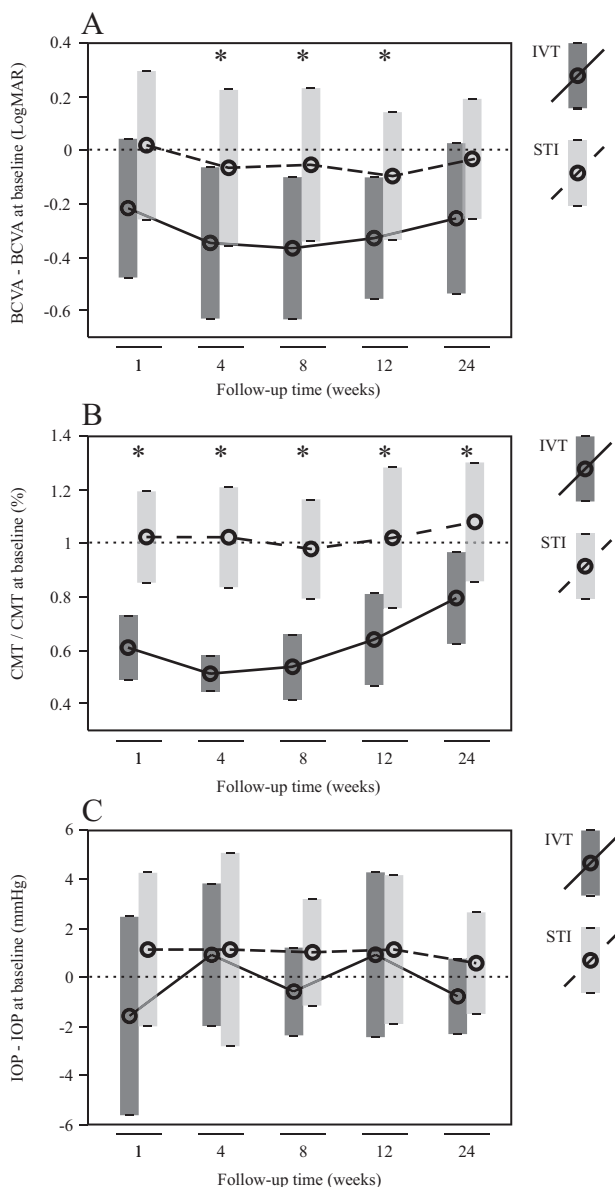 A
BCVA - BCVA at baseline (LogMAR)
0.4
0.2
0
-0.2
-0.4
-0.6
* * *
1 4 8 12 24
Follow-up time (weeks)
IVT
STI
B
CMT / CMT at baseline (%)
1.4
1.2
1
0.8
0.6
0.4
* * * * *
1 4 8 12 24
Follow-up time (weeks)
IVT
STI
C
IOP - IOP at baseline (mmHg)
6
4
2
0
-2
-4
-6
1 4 8 12 24
Follow-up time (weeks)
IVT
STI